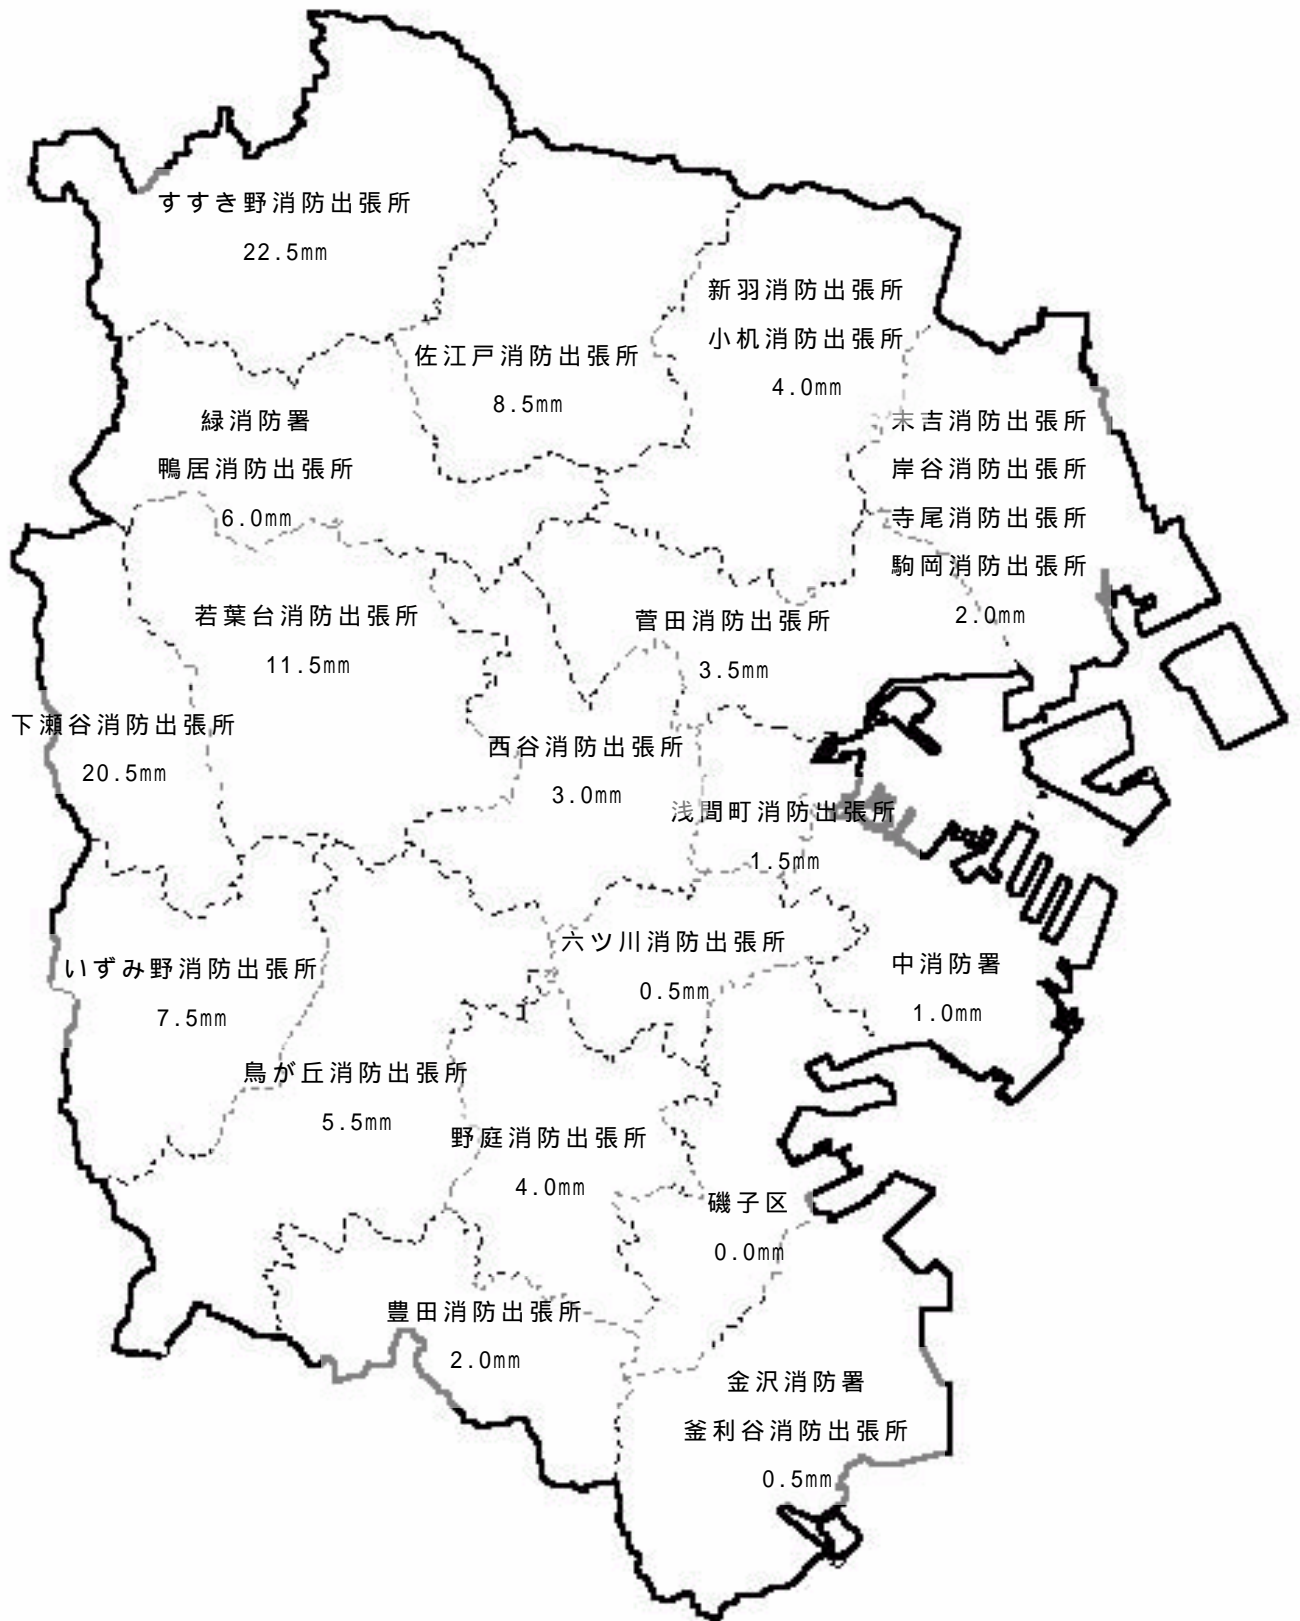 すすき野消防出張所
22.5mm
新羽消防出張所
小机消防出張所
4.0mm
佐江戸消防出張所
8.5mm
緑消防署
鴨居消防出張所
6.0mm
末吉消防出張所
岸谷消防出張所
寺尾消防出張所
駒岡消防出張所
2.0mm
若葉台消防出張所
11.5mm
菅田消防出張所
3.5mm
下瀬谷消防出張所
20.5mm
西谷消防出張所
3.0mm
浅間町消防出張所
1.5mm
いずみ野消防出張所
7.5mm
六ツ川消防出張所
0.5mm
中消防署
1.0mm
鳥が丘消防出張所
5.5mm
野庭消防出張所
4.0mm
磯子区
0.0mm
豊田消防出張所
2.0mm
金沢消防署
釜利谷消防出張所
0.5mm